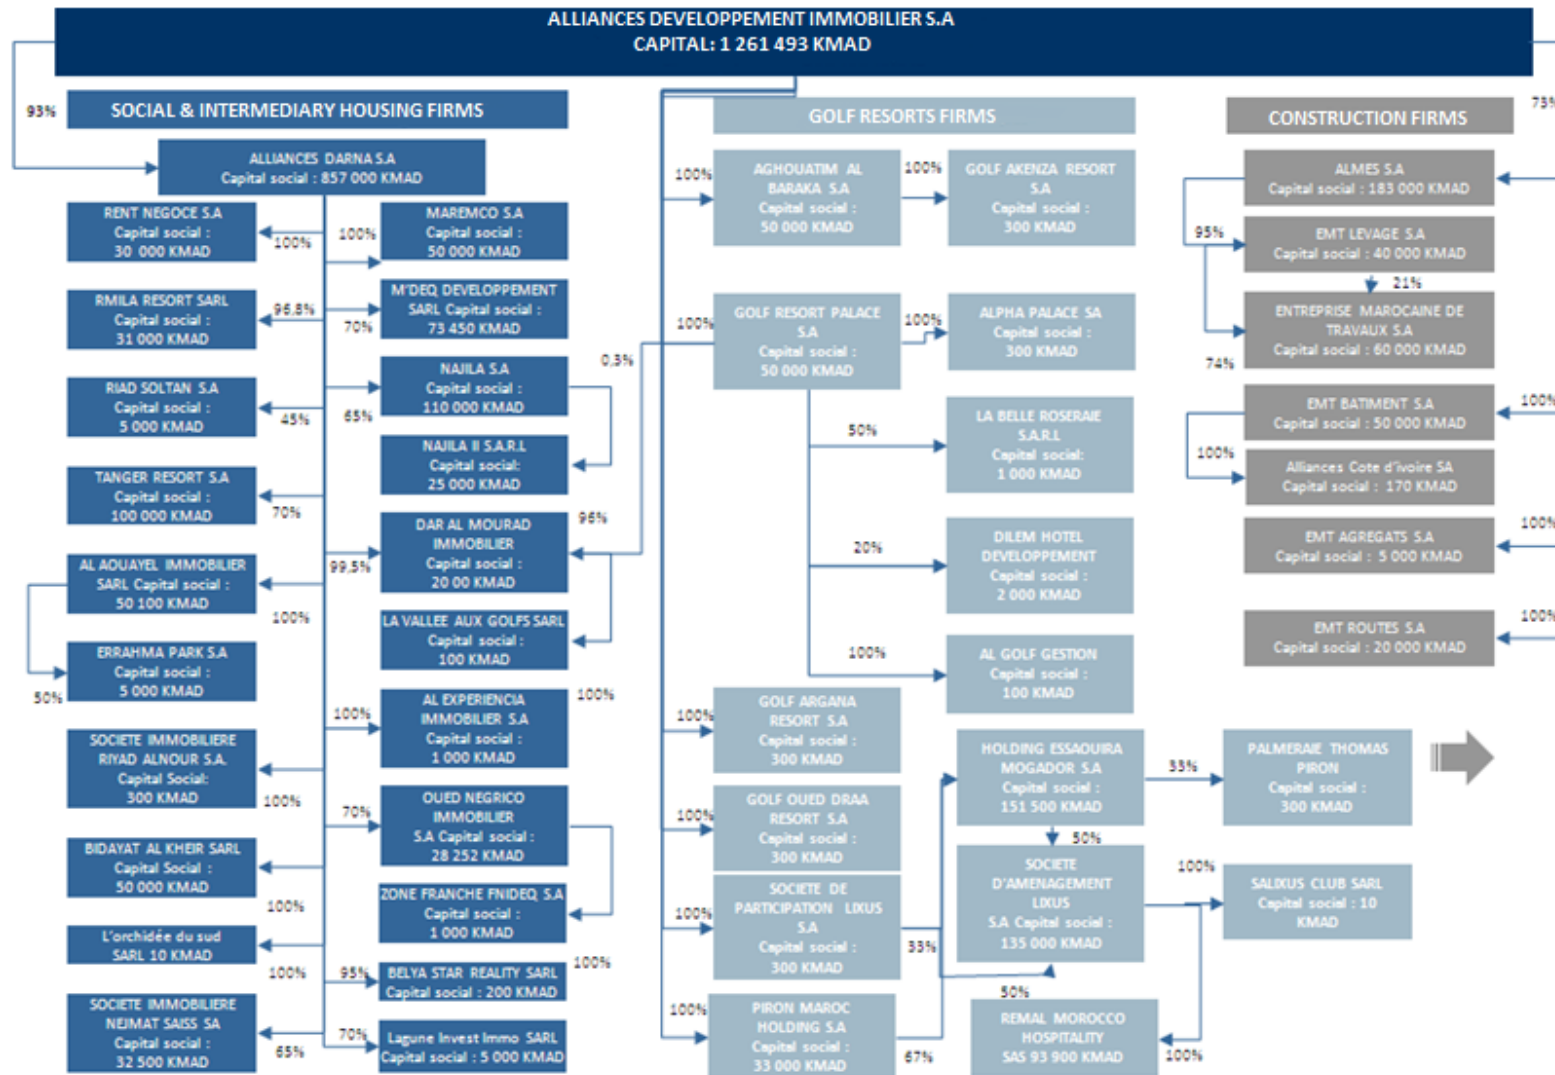 ALLIANCES DEVELOPPEMENT IMMOBILIER S.A
CAPITAL: 1 261 493 KMAD
93%
SOCIAL & INTERMEDIARY HOUSING FIRMS
ALLIANCES DARNA S.A
Capital social : 857 000 KMAD
RENT NEGOCE S.A
Capital social :
30 000 KMAD
100%
100%
MAREMCO S.A
Capital social :
50 000 KMAD
RMILA RESORT SARL
Capital social :
31 000 KMAD
96,8%
70%
M'DEQ DEVELOPPEMENT
SARL Capital social :
73 450 KMAD
RIAD SOLTAN S.A
Capital social :
5 000 KMAD
45%
65%
NAJILA S.A
Capital social :
110 000 KMAD
NAJILA II S.A.R.L
Capital social:
25 000 KMAD
96%
TANGER RESORT S.A
Capital social :
100 000 KMAD
70%
99,5%
DAR AL MOURAD
IMMOBILIER
Capital social :
20 00 KMAD
0,3%
AL AOUAYEL IMMOBILIER
SARL Capital social :
50 100 KMAD
100%
LA VALLEE AUX GOLFS SARL
Capital social :
100 KMAD
100%
ERRAHMA PARK S.A
Capital social :
5 000 KMAD
50%
100%
AL EXPERIENCIA
IMMOBILIER S.A
Capital social :
1 000 KMAD
SOCIETE IMMOBILIERE
RIYAD ALNOUR S.A.
Capital Social:
300 KMAD
100%
70%
OUED NEGRICO
IMMOBILIER
S.A Capital social :
28 252 KMAD
BIDAYAT AL KHEIR SARL
Capital Social :
50 000 KMAD
100%
ZONE FRANCHE FNIDEQ S.A
Capital social :
1 000 KMAD
100%
L'orchidée du sud
SARL 10 KMAD
100%
95%
BELYA STAR REALITY SARL
Capital social : 200 KMAD
SOCIETE IMMOBILIERE
NEJMAT SAISS SA
Capital social :
32 500 KMAD
65%
70%
Lagune Invest Immo SARL
Capital social : 5 000 KMAD
GOLF RESORTS FIRMS
100%
AGHOUATIM AL
BARAKA S.A
Capital social :
50 000 KMAD
100%
GOLF AKENZA RESORT
S.A
Capital social :
300 KMAD
100%
GOLF RESORT PALACE
S.A
Capital social :
50 000 KMAD
100%
ALPHA PALACE SA
Capital social :
300 KMAD
50%
LA BELLE ROSERAIE
S.A.R.L
Capital social:
1 000 KMAD
20%
DILEM HOTEL
DEVELOPPEMENT
Capital social :
2 000 KMAD
100%
AL GOLF GESTION
Capital social :
100 KMAD
100%
GOLF ARGANA
RESORT S.A
Capital social :
300 KMAD
100%
GOLF OUED DRAA
RESORT S.A
Capital social :
300 KMAD
100%
SOCIETE DE
PARTICIPATION LIXUS
S.A
Capital social :
300 KMAD
33%
100%
PIRON MAROC
HOLDING S.A
Capital social :
33 000 KMAD
67%
HOLDING ESSAOUIRA
MOGADOR S.A
Capital social :
151 500 KMAD
33%
PALMERAIE THOMAS
PIRON
Capital social :
300 KMAD
50%
SOCIETE
D'AMENAGEMENT
LIXUS
S.A Capital social :
135 000 KMAD
50%
100%
SALIXUS CLUB SARL
Capital social : 10
KMAD
REMAL MOROCCO
HOSPITALITY
SAS 93 900 KMAD
100%
73%
CONSTRUCTION FIRMS
ALMES S.A
Capital social : 183 000 KMAD
95%
EMT LEVAGE S.A
Capital social : 40 000 KMAD
21%
ENTREPRISE MAROCAINE DE
TRAVAUX S.A
Capital social : 60 000 KMAD
74%
EMT BATIMENT S.A
Capital social : 50 000 KMAD
100%
100%
Alliances Cote d'ivoire SA
Capital social : 170 KMAD
EMT AGREGATS S.A
Capital social : 5 000 KMAD
100%
EMT ROUTES S.A
Capital social : 20 000 KMAD
100%